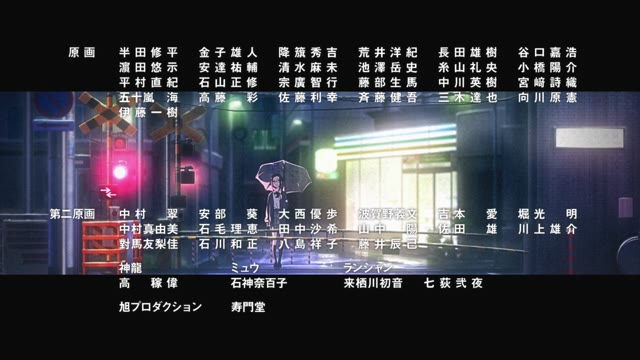 原画 半田修平 金子雄人 降籏秀吉 荒井洋紀 長田雄樹 谷口嘉浩
濵田悠示 安達祐輔 清水麻未 池澤岳史 糸山礼央 小橋陽介
平村直紀 石山正修 宗廣智行 藤部生馬 中川英樹 宮﨑詩織
五十嵐海 高藤彩 佐藤利幸 斉藤健吾 三木達也 向川原憲
伊藤一樹
第二原画 中村翠 安部葵 大西優歩 波賀野義文 吉本愛 堀光明
中村真由美 石毛理恵 田中沙希 山中陽 佐田雄 川上雄介
對馬友梨佳 石川和正 八島祥子 藤井辰己
神龍 ミュウ ランシャン
高稼偉 石神奈百子 来栖川初音 七荻弐夜
旭プロダクション 寿門堂